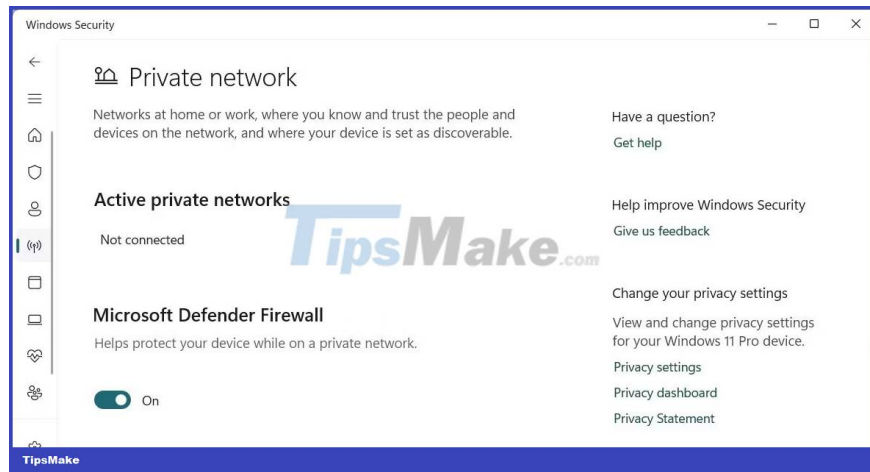 Windows Security
Private network
Networks at home or work, where you know and trust the people and
devices on the network, and where your device is set as discoverable.
Active private networks
Not connected
Microsoft Defender Firewall
Helps protect your device while on a private network.
On
Have a question?
Get help
Help improve Windows Security
Give us feedback
Change your privacy settings
View and change privacy settings
for your Windows 11 Pro device.
Privacy settings
Privacy dashboard
Privacy Statement
TipsMake.com
TipsMake